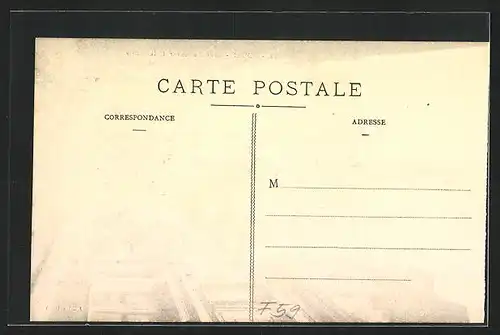 CARTE POSTALE
CORRESPONDANCE
ADRESSE
M
F59